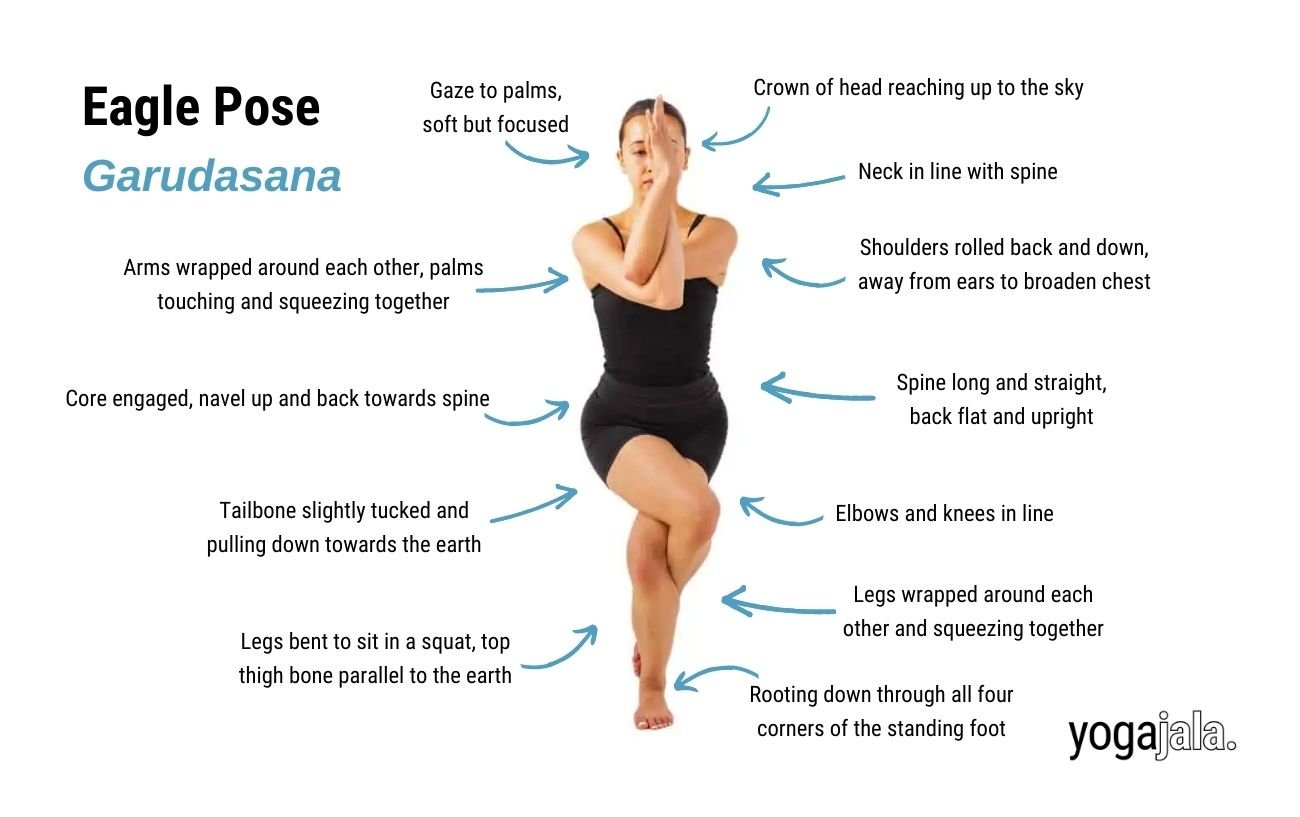 Eagle Pose
Garudasana
Gaze to palms,
soft but focused
Crown of head reaching up to the sky
Neck in line with spine
Shoulders rolled back and down,
away from ears to broaden chest
Arms wrapped around each other, palms
touching and squeezing together
Core engaged, navel up and back towards spine
Spine long and straight,
back flat and upright
Tailbone slightly tucked and
pulling down towards the earth
Elbows and knees in line
Legs wrapped around each
other and squeezing together
Legs bent to sit in a squat, top
thigh bone parallel to the earth
Rooting down through all four
corners of the standing foot
yogajala.